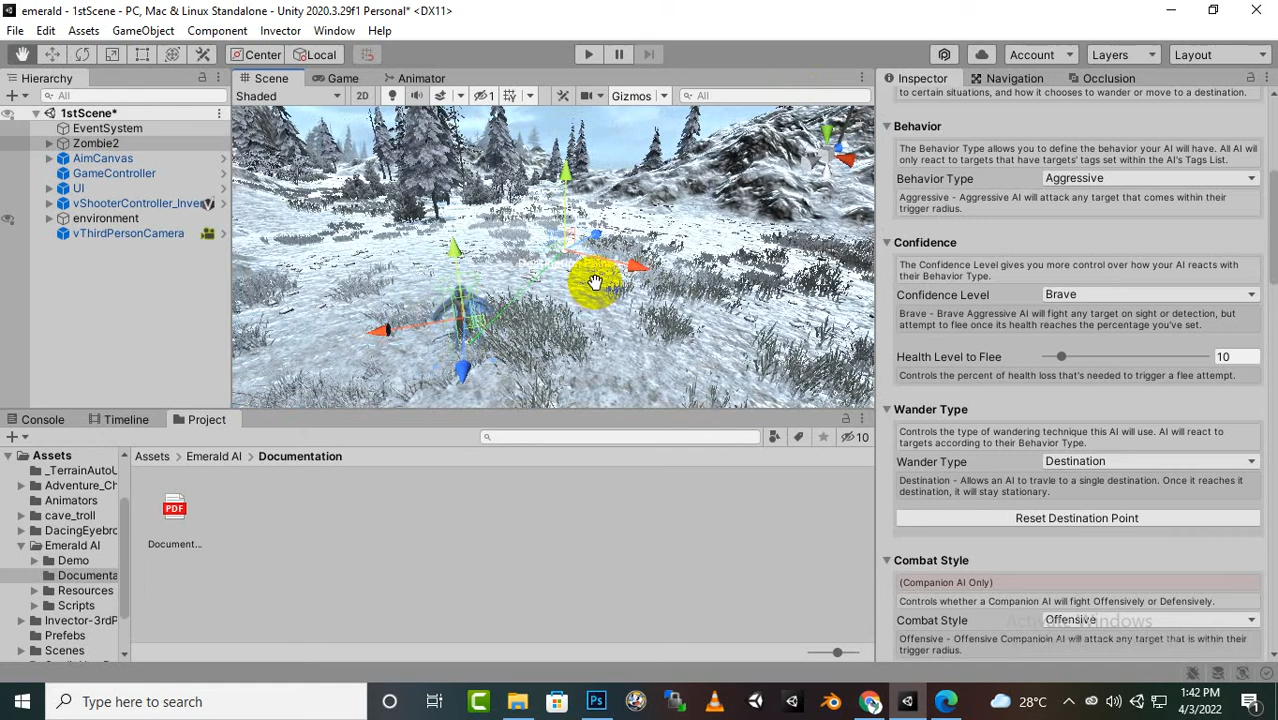 emerald - 1stScene - PC, Mac & Linux Standalone - Unity 2020.3.29f1 Personal* <DX11>
File Edit Assets GameObject Component Invector Window Help
Center Local Account Layers Layout
Hierarchy Scene Game Animator Inspector Navigation Occlusion
All Shaded 2D 1 Gizmos All
to certain situations, and how it chooses to wander or move to a destination.
1stScene*
EventSystem
Zombie2
AimCanvas
GameController
UI
vShooterController_Inve
environment
vThirdPersonCamera
Behavior
The Behavior Type allows you to define the behavior your AI will have. All AI will
only react to targets that have targets' tags set within the AI's Tags List.
Behavior Type Aggressive
Aggressive - Aggressive AI will attack any target that comes within their
trigger radius.
Confidence
The Confidence Level gives you more control over how your AI reacts with
their Behavior Type.
Confidence Level Brave
Brave - Brave Aggressive AI will fight any target on sight or detection, but
attempt to flee once its health reaches the percentage you've set.
Health Level to Flee 10
Controls the percent of health loss that's needed to trigger a flee attempt.
Wander Type
Controls the type of wandering technique this AI will use. AI will react to
targets according to their Behavior Type.
Wander Type Destination
Destination - Allows an AI to travle to a single destination. Once it reaches it
destination, it will stay stationary.
Reset Destination Point
Combat Style
(Companion AI Only)
Controls whether a Companion AI will fight Offensively or Defensively.
Combat Style Offensive
Offensive - Offensive Companioin AI will attack any target that is within their
trigger radius.
Activate Windows
Console Timeline Project
10
Assets
_TerrainAutoU
Adventure_Ch
Animators
cave_troll
DacingEyebro
Emerald AI
Demo
Documenta
Resources
Scripts
Invector-3rdP
Prefebs
Scenes
Assets Emerald AI Documentation
PDF
Document...
Type here to search
28°C
1:42 PM
4/3/2022
1